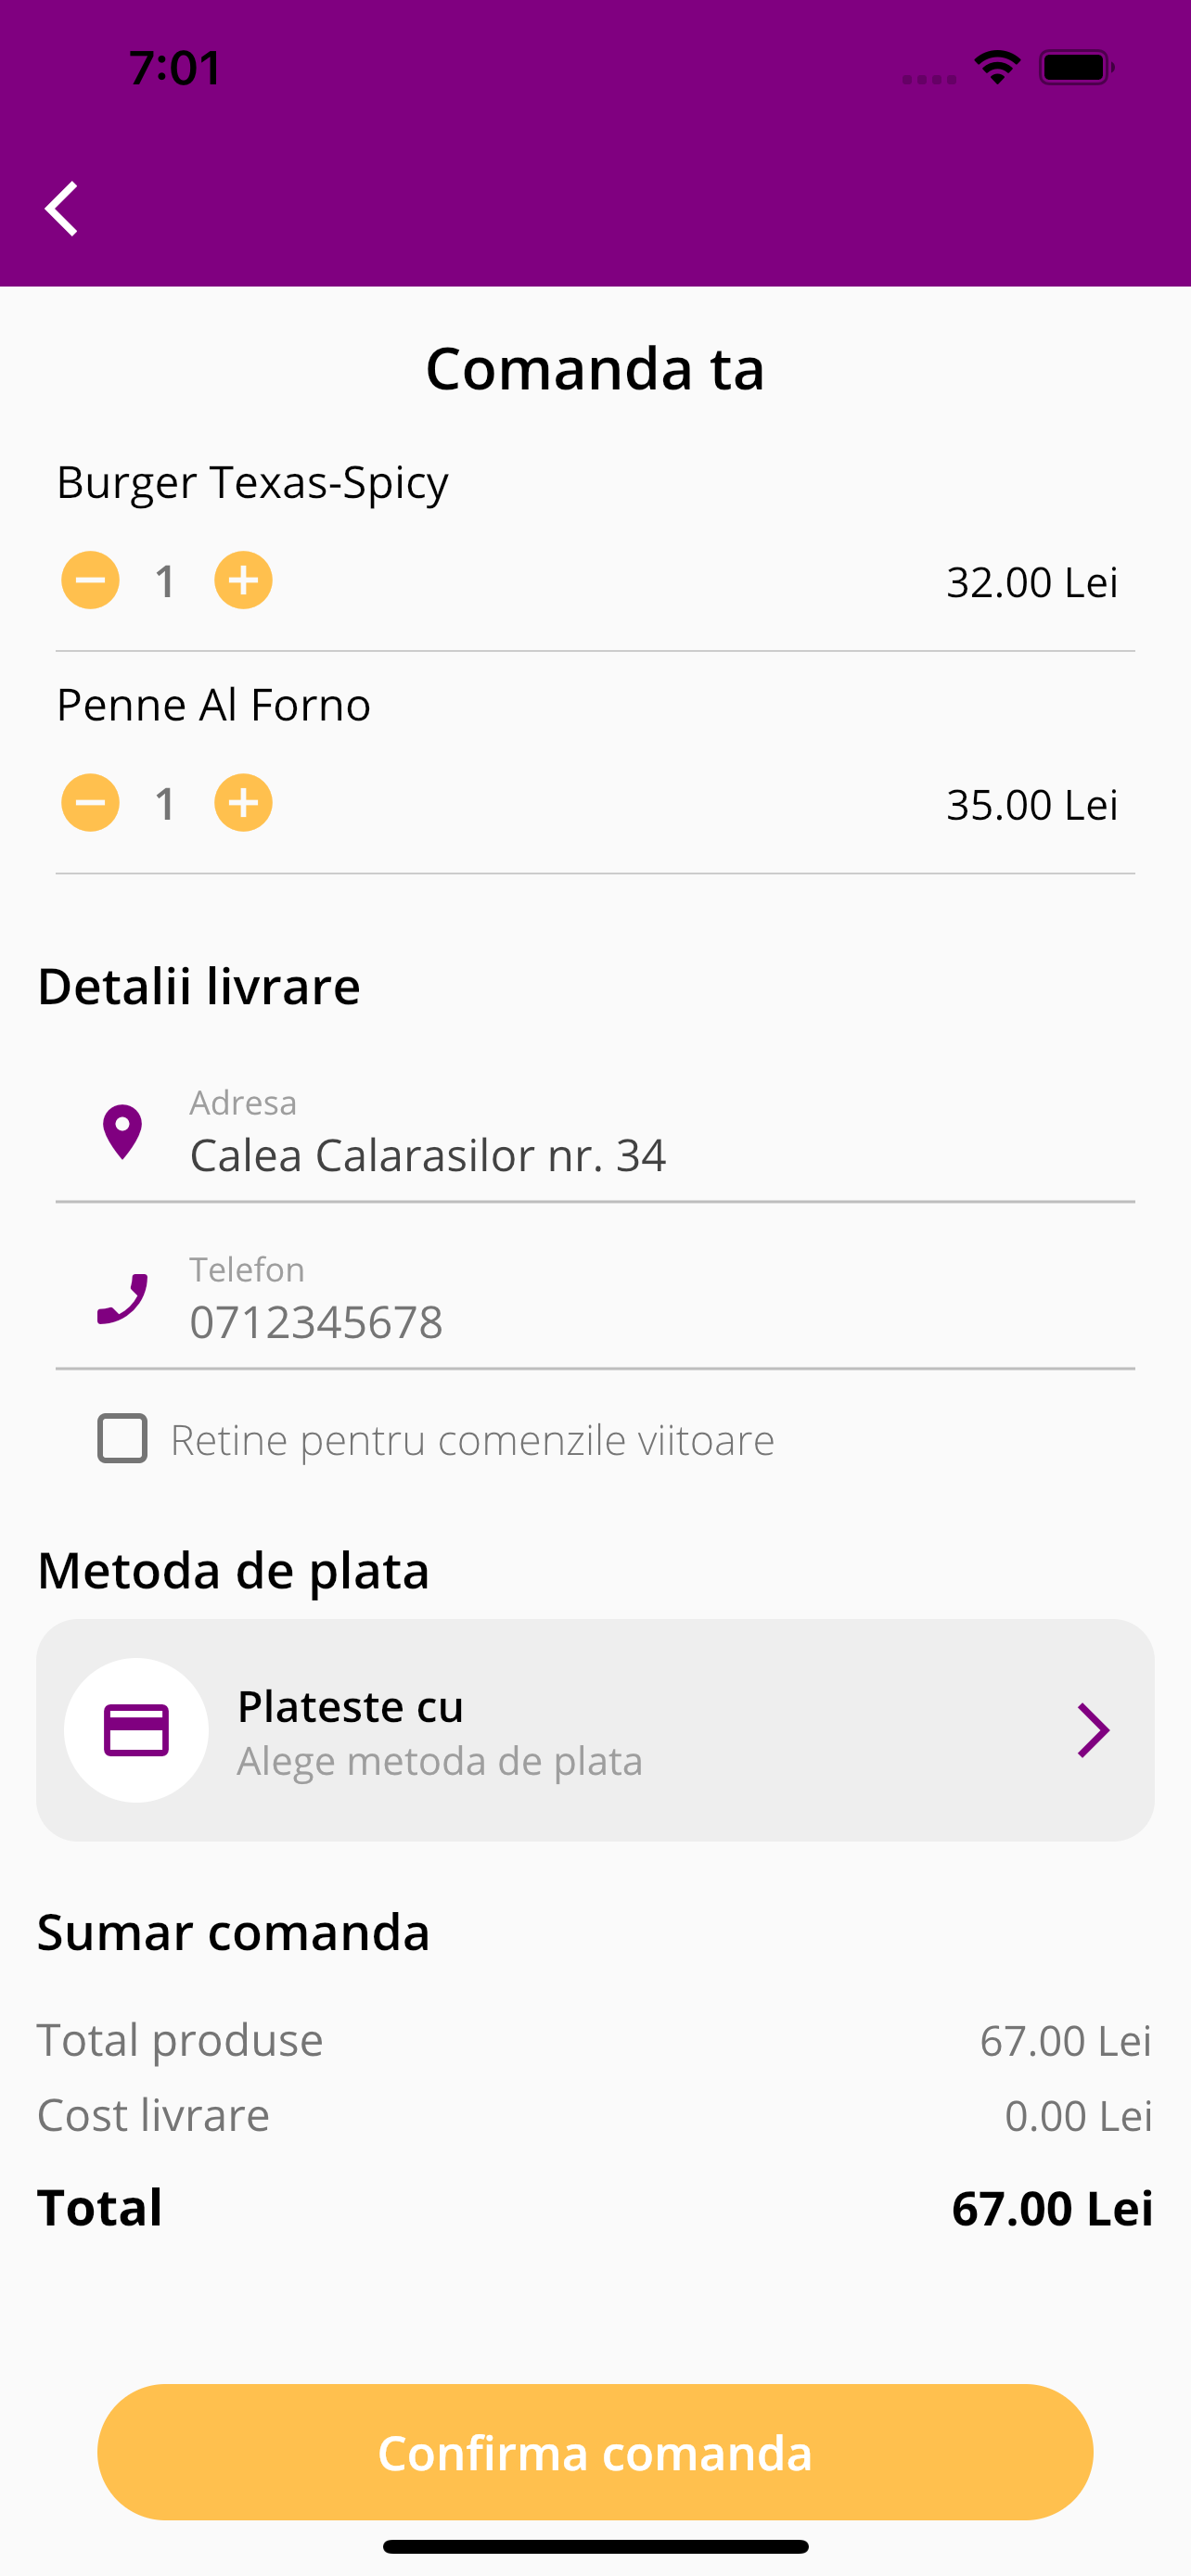 7:01
Comanda ta
Burger Texas-Spicy
1
32.00 Lei
Penne Al Forno
1
35.00 Lei
Detalii livrare
Adresa
Calea Calarasilor nr. 34
Telefon
0712345678
Retine pentru comenzile viitoare
Metoda de plata
Plateste cu
Alege metoda de plata
Sumar comanda
Total produse 67.00 Lei
Cost livrare 0.00 Lei
Total 67.00 Lei
Confirma comanda